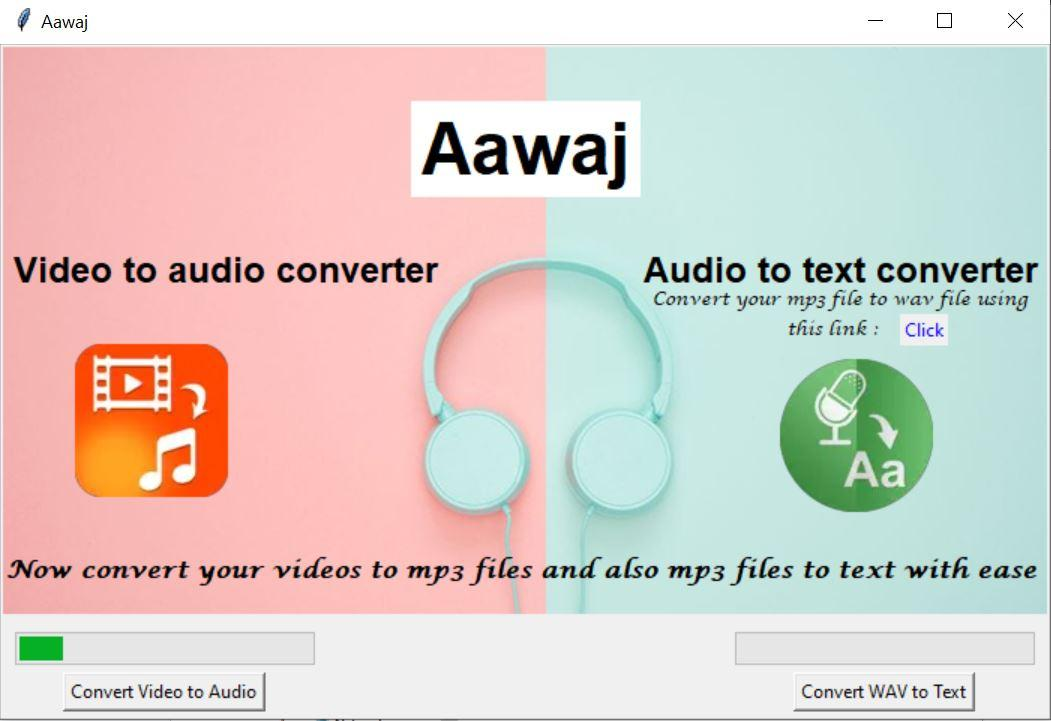 Aawaj
Aawaj
Video to audio converter
Audio to text converter
Convert your mp3 file to wav file using
this link :
Click
Aa
Now convert your videos to mp3 files and also mp3 files to text with ease
Convert Video to Audio
Convert WAV to Text